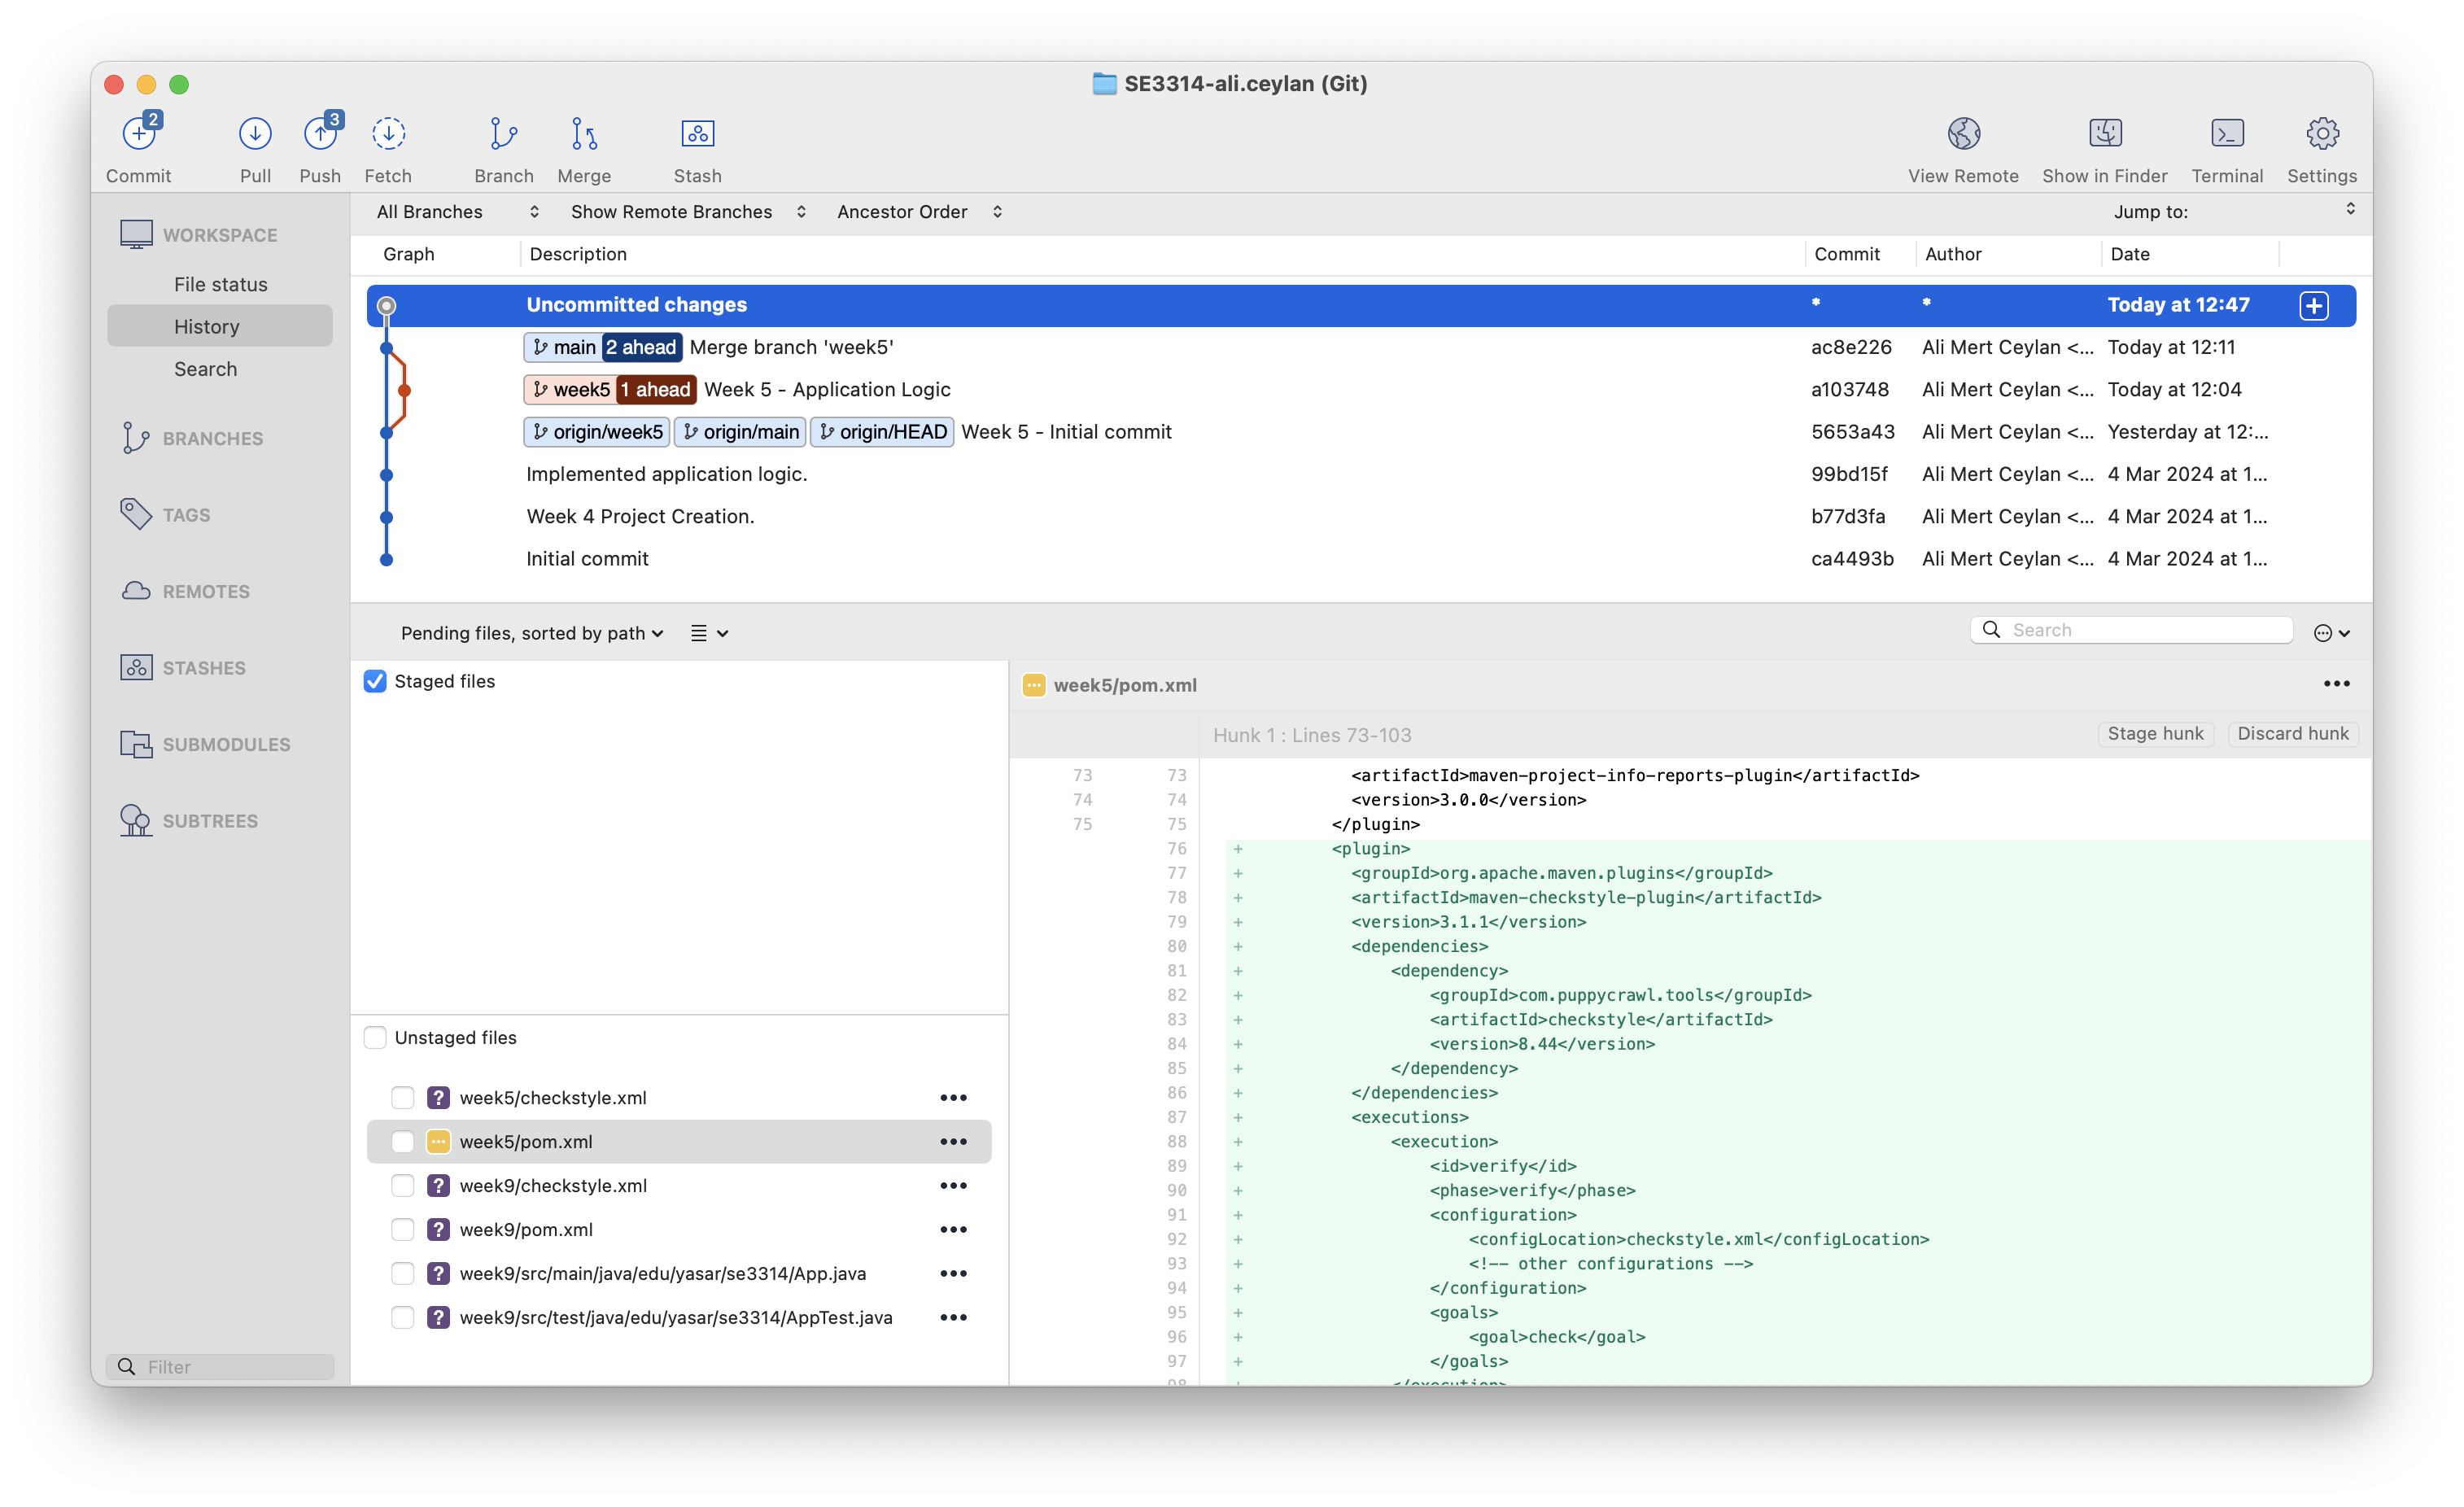 SE3314-ali.ceylan (Git)
2
3
Commit
Pull
Push
Fetch
Branch
Merge
Stash
View Remote
Show in Finder
Terminal
Settings
WORKSPACE
File status
History
Search
BRANCHES
TAGS
REMOTES
STASHES
SUBMODULES
SUBTREES
Filter
All Branches
Show Remote Branches
Ancestor Order
Jump to:
Graph Description Commit Author Date
Uncommitted changes * * Today at 12:47
main 2 ahead Merge branch 'week5' ac8e226 Ali Mert Ceylan <... Today at 12:11
week5 1 ahead Week 5 - Application Logic a103748 Ali Mert Ceylan <... Today at 12:04
origin/week5 origin/main origin/HEAD Week 5 - Initial commit 5653a43 Ali Mert Ceylan <... Yesterday at 12:...
Implemented application logic. 99bd15f Ali Mert Ceylan <... 4 Mar 2024 at 1...
Week 4 Project Creation. b77d3fa Ali Mert Ceylan <... 4 Mar 2024 at 1...
Initial commit ca4493b Ali Mert Ceylan <... 4 Mar 2024 at 1...
Pending files, sorted by path
Search
Staged files
Unstaged files
? week5/checkstyle.xml •••
week5/pom.xml •••
? week9/checkstyle.xml •••
? week9/pom.xml •••
? week9/src/main/java/edu/yasar/se3314/App.java •••
? week9/src/test/java/edu/yasar/se3314/AppTest.java •••
week5/pom.xml •••
Hunk 1 : Lines 73-103 Stage hunk Discard hunk
73 73 <artifactId>maven-project-info-reports-plugin</artifactId>
74 74 <version>3.0.0</version>
75 75 </plugin>
76 + <plugin>
77 + <groupId>org.apache.maven.plugins</groupId>
78 + <artifactId>maven-checkstyle-plugin</artifactId>
79 + <version>3.1.1</version>
80 + <dependencies>
81 + <dependency>
82 + <groupId>com.puppycrawl.tools</groupId>
83 + <artifactId>checkstyle</artifactId>
84 + <version>8.44</version>
85 + </dependency>
86 + </dependencies>
87 + <executions>
88 + <execution>
89 + <id>verify</id>
90 + <phase>verify</phase>
91 + <configuration>
92 + <configLocation>checkstyle.xml</configLocation>
93 + <!-- other configurations -->
94 + </configuration>
95 + <goals>
96 + <goal>check</goal>
97 + </goals>
98 + </execution>